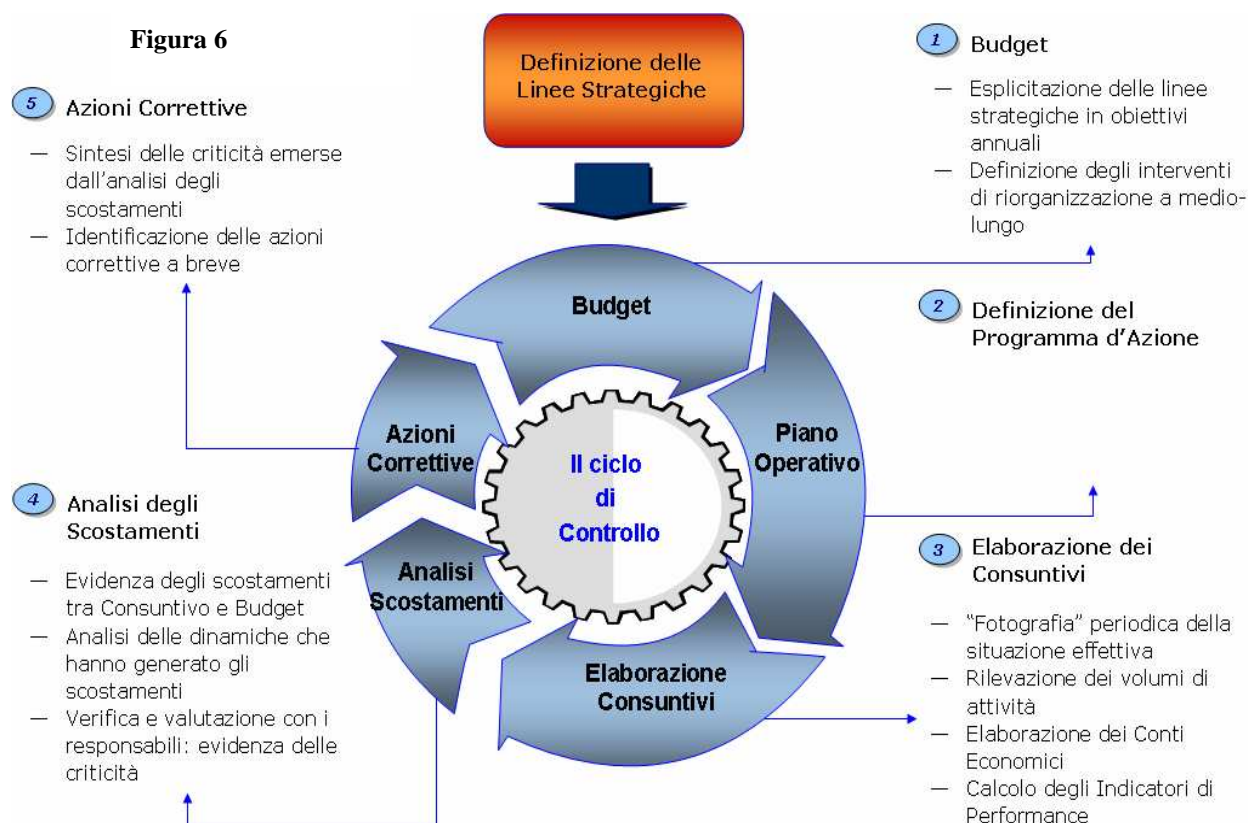 Figura 6
Definizione delle
Linee Strategiche
1 Budget
— Esplicitazione delle linee
strategiche in obiettivi
annuali
— Definizione degli interventi
di riorganizzazione a medio-
lungo
2 Definizione del
Programma d'Azione
3 Elaborazione dei
Consuntivi
— "Fotografia" periodica della
situazione effettiva
— Rilevazione dei volumi di
attività
— Elaborazione dei Conti
Economici
— Calcolo degli Indicatori di
Performance
4 Analisi degli
Scostamenti
— Evidenza degli scostamenti
tra Consuntivo e Budget
— Analisi delle dinamiche che
hanno generato gli
scostamenti
— Verifica e valutazione con i
responsabili: evidenza delle
criticità
5 Azioni Correttive
— Sintesi delle criticità emerse
dall'analisi degli
scostamenti
— Identificazione delle azioni
correttive a breve
Budget
Piano
Operativo
Elaborazione
Consuntivi
Analisi
Scostamenti
Azioni
Correttive
Il ciclo
di
Controllo